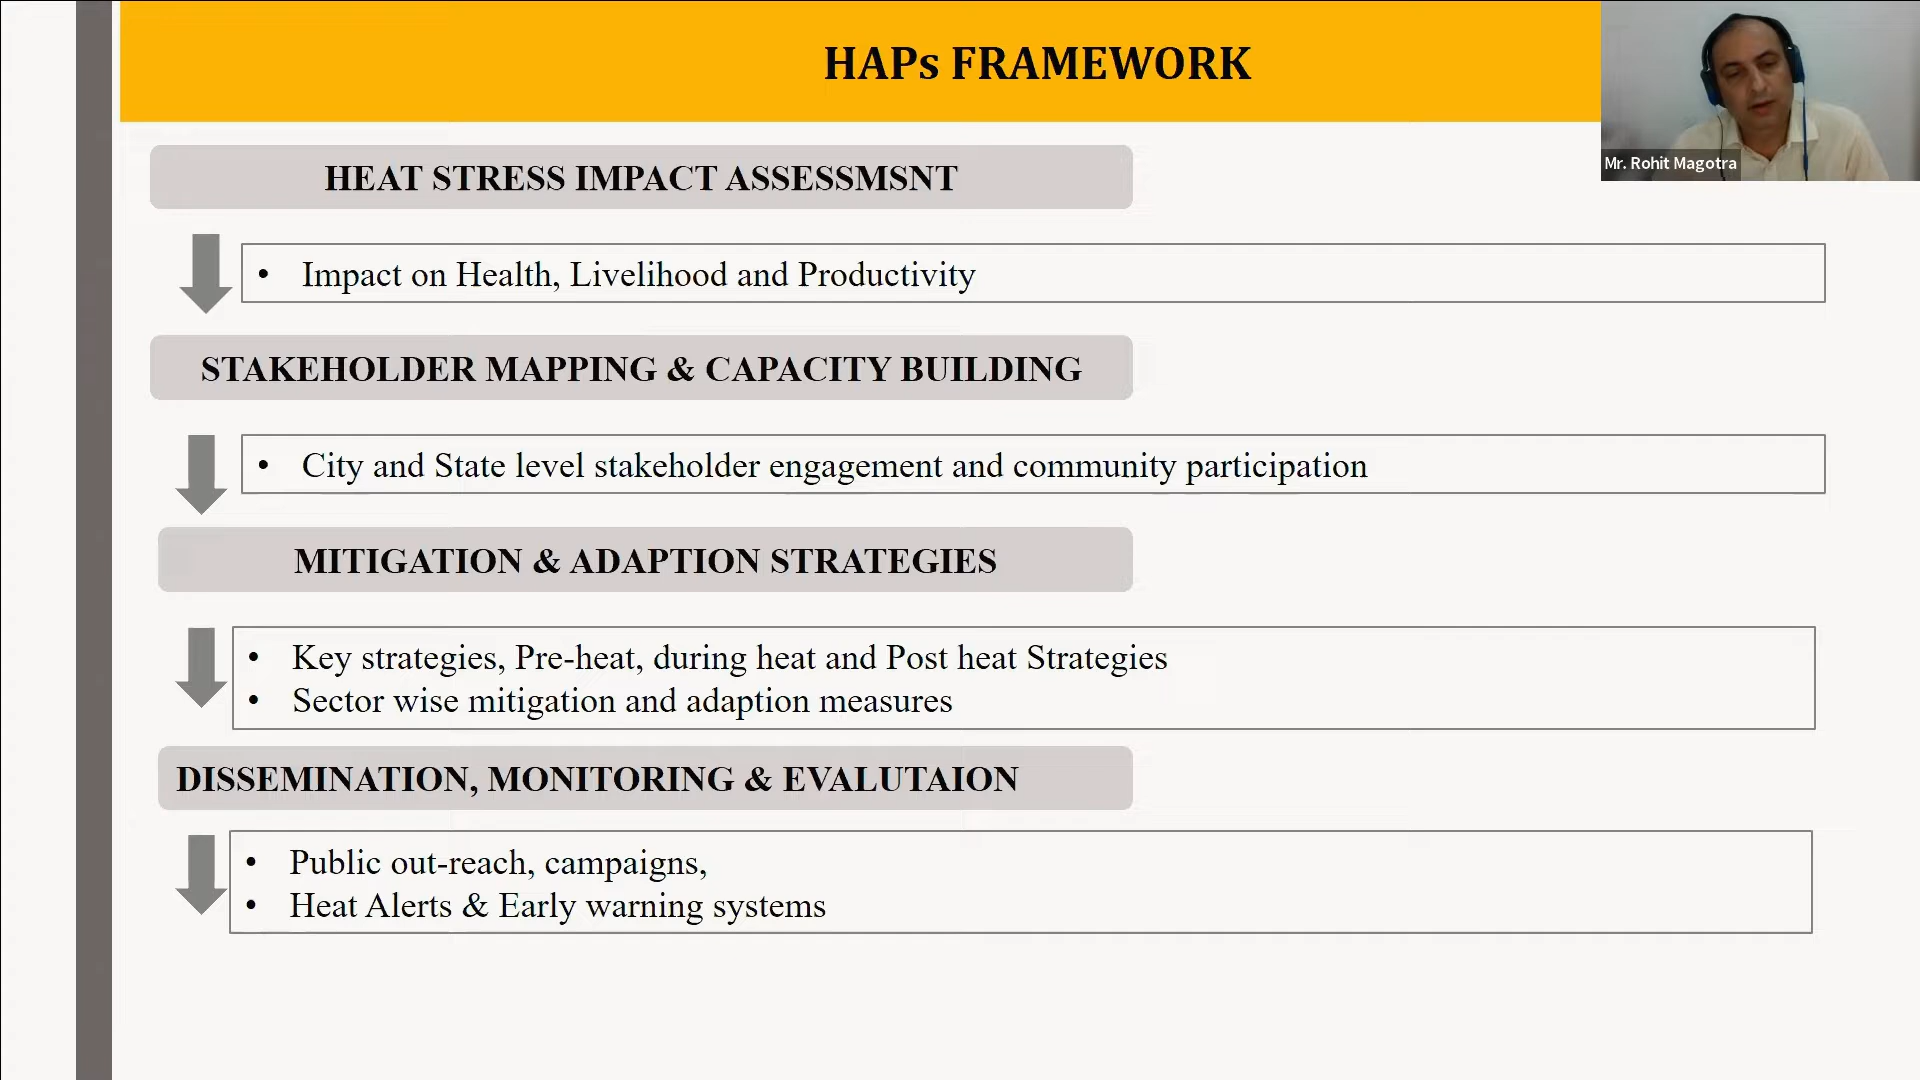 HAPs FRAMEWORK
Mr. Rohit Magotra
HEAT STRESS IMPACT ASSESSMSNT
• Impact on Health, Livelihood and Productivity
STAKEHOLDER MAPPING & CAPACITY BUILDING
• City and State level stakeholder engagement and community participation
MITIGATION & ADAPTION STRATEGIES
• Key strategies, Pre-heat, during heat and Post heat Strategies
• Sector wise mitigation and adaption measures
DISSEMINATION, MONITORING & EVALUTAION
• Public out-reach, campaigns,
• Heat Alerts & Early warning systems